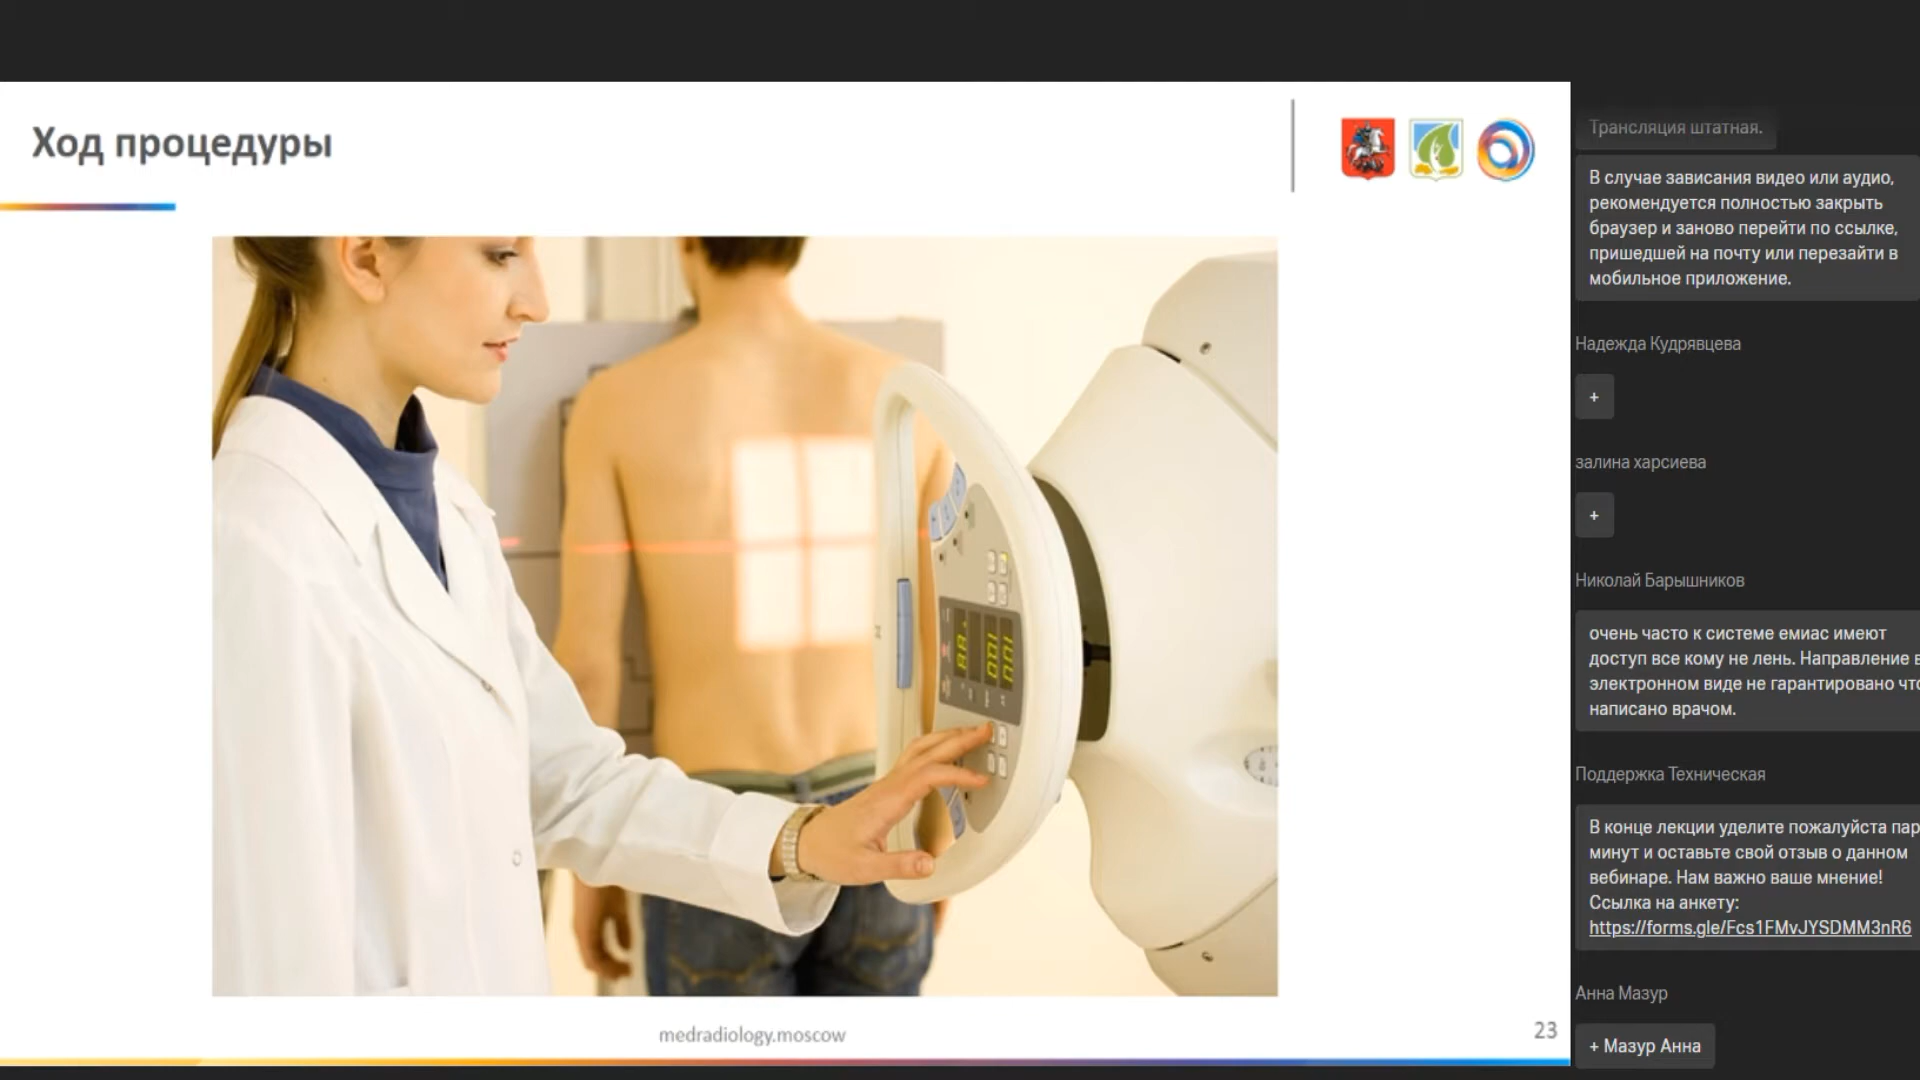 Ход процедуры
medradiology.moscow
23
Трансляция штатная.
В случае зависания видео или аудио,
рекомендуется полностью закрыть
браузер и заново перейти по ссылке,
пришедшей на почту или перезайти в
мобильное приложение.
Надежда Кудрявцева
+
залина харсиева
+
Николай Барышников
очень часто к системе емиас имеют
доступ все кому не лень. Направление в
электронном виде не гарантировано что
написано врачом.
Поддержка Техническая
В конце лекции уделите пожалуйста пар
минут и оставьте свой отзыв о данном
вебинаре. Нам важно ваше мнение!
Ссылка на анкету:
https://forms.gle/Fcs1FMvJYSDMM3nR6
Анна Мазур
+ Мазур Анна